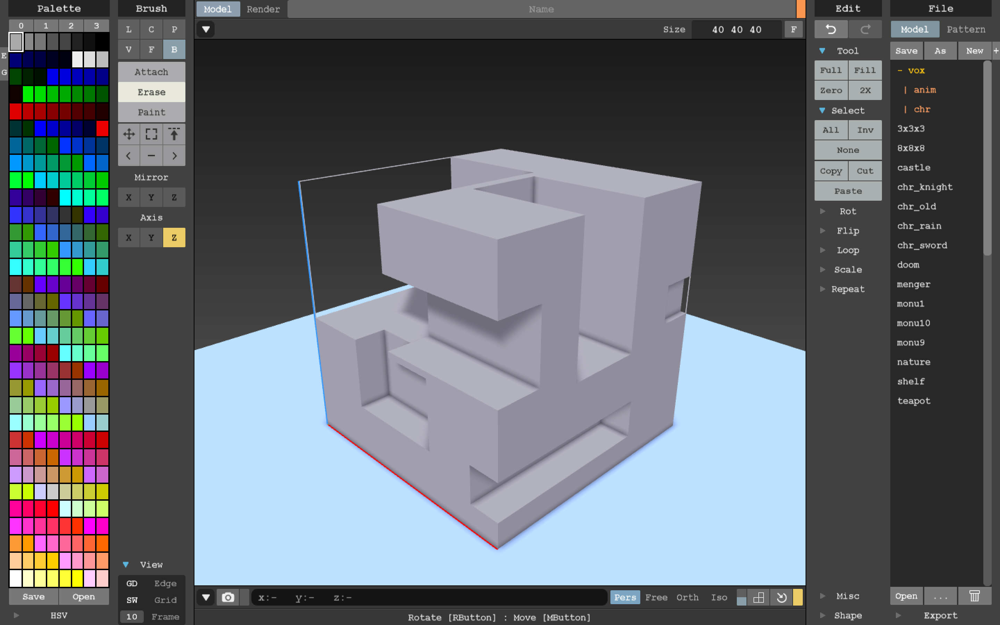 Palette
0 1 2 3
E
G
Save Open
HSV
Brush
L C P
V F B
Attach
Erase
Paint
Mirror
X Y Z
Axis
X Y Z
View
GD Edge
SW Grid
10 Frame
Model Render Name
Size 40 40 40 F
x:- y:- z:-
Pers Free Orth Iso
Rotate [RButton] : Move [MButton]
Edit
Tool
Full Fill
Zero 2X
Select
All Inv
None
Copy Cut
Paste
Rot
Flip
Loop
Scale
Repeat
Misc
Shape
File
Model Pattern
Save As New +
- vox
| anim
| chr
3x3x3
8x8x8
castle
chr_knight
chr_old
chr_rain
chr_sword
doom
menger
monu1
monu10
monu9
nature
shelf
teapot
Open ...
Export